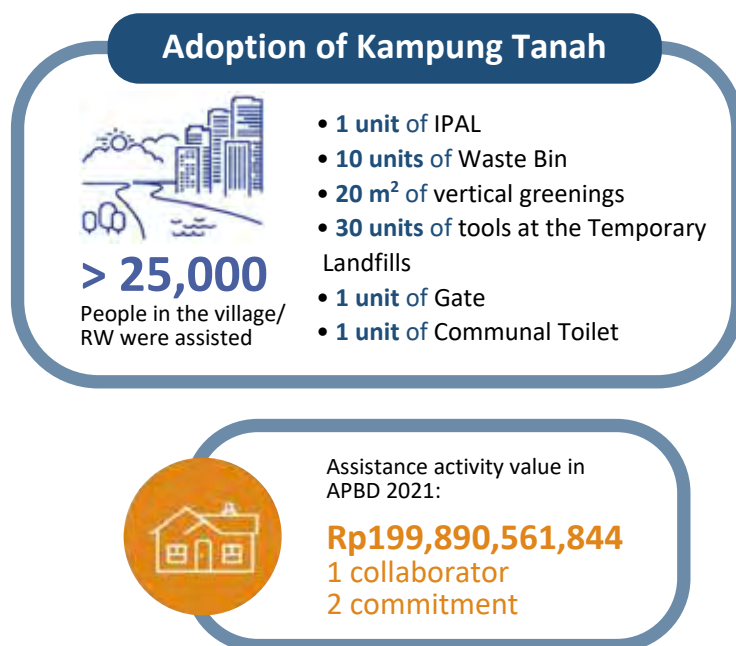 Adoption of Kampung Tanah
> 25,000
People in the village/
RW were assisted
• 1 unit of IPAL
• 10 units of Waste Bin
• 20 m² of vertical greenings
• 30 units of tools at the Temporary
Landfills
• 1 unit of Gate
• 1 unit of Communal Toilet
Assistance activity value in
APBD 2021:
Rp199,890,561,844
1 collaborator
2 commitment